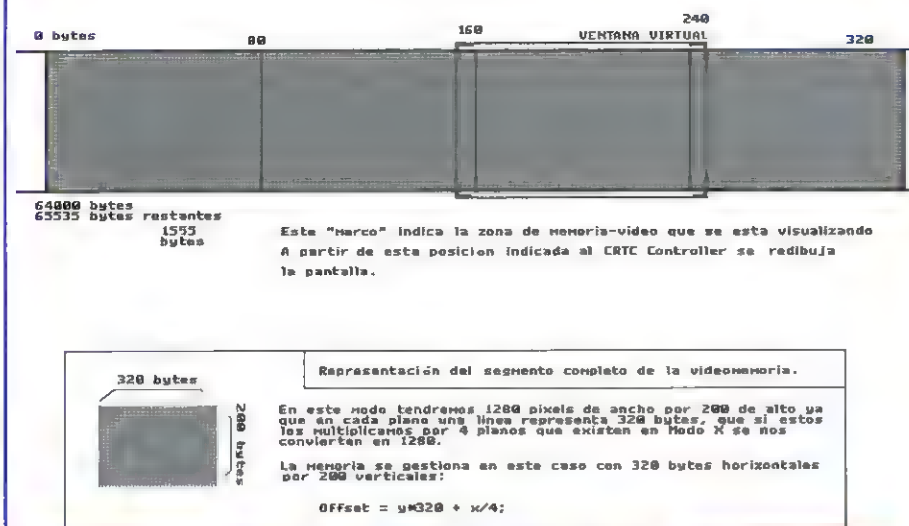 0 bytes 80 160 240 320
VENTANA VIRTUAL
64000 bytes
65535 bytes restantes
1555
bytes
Este "Marco" indica la zona de memoria-video que se esta visualizando
A partir de esta posicion indicada al CRTC Controller se redibuja
la pantalla.
320 bytes
200 bytes
Representación del segmento completo de la videomemoria.
En este modo tendremos 1280 pixels de ancho por 200 de alto ya
que en cada plano una linea representa 320 bytes, que si estos
los multiplicamos por 4 planos que existen en Modo X se nos
convierten en 1280.
La memoria se gestiona en este caso con 320 bytes horizontales
por 200 verticales:
Offset = y*320 + x/4;